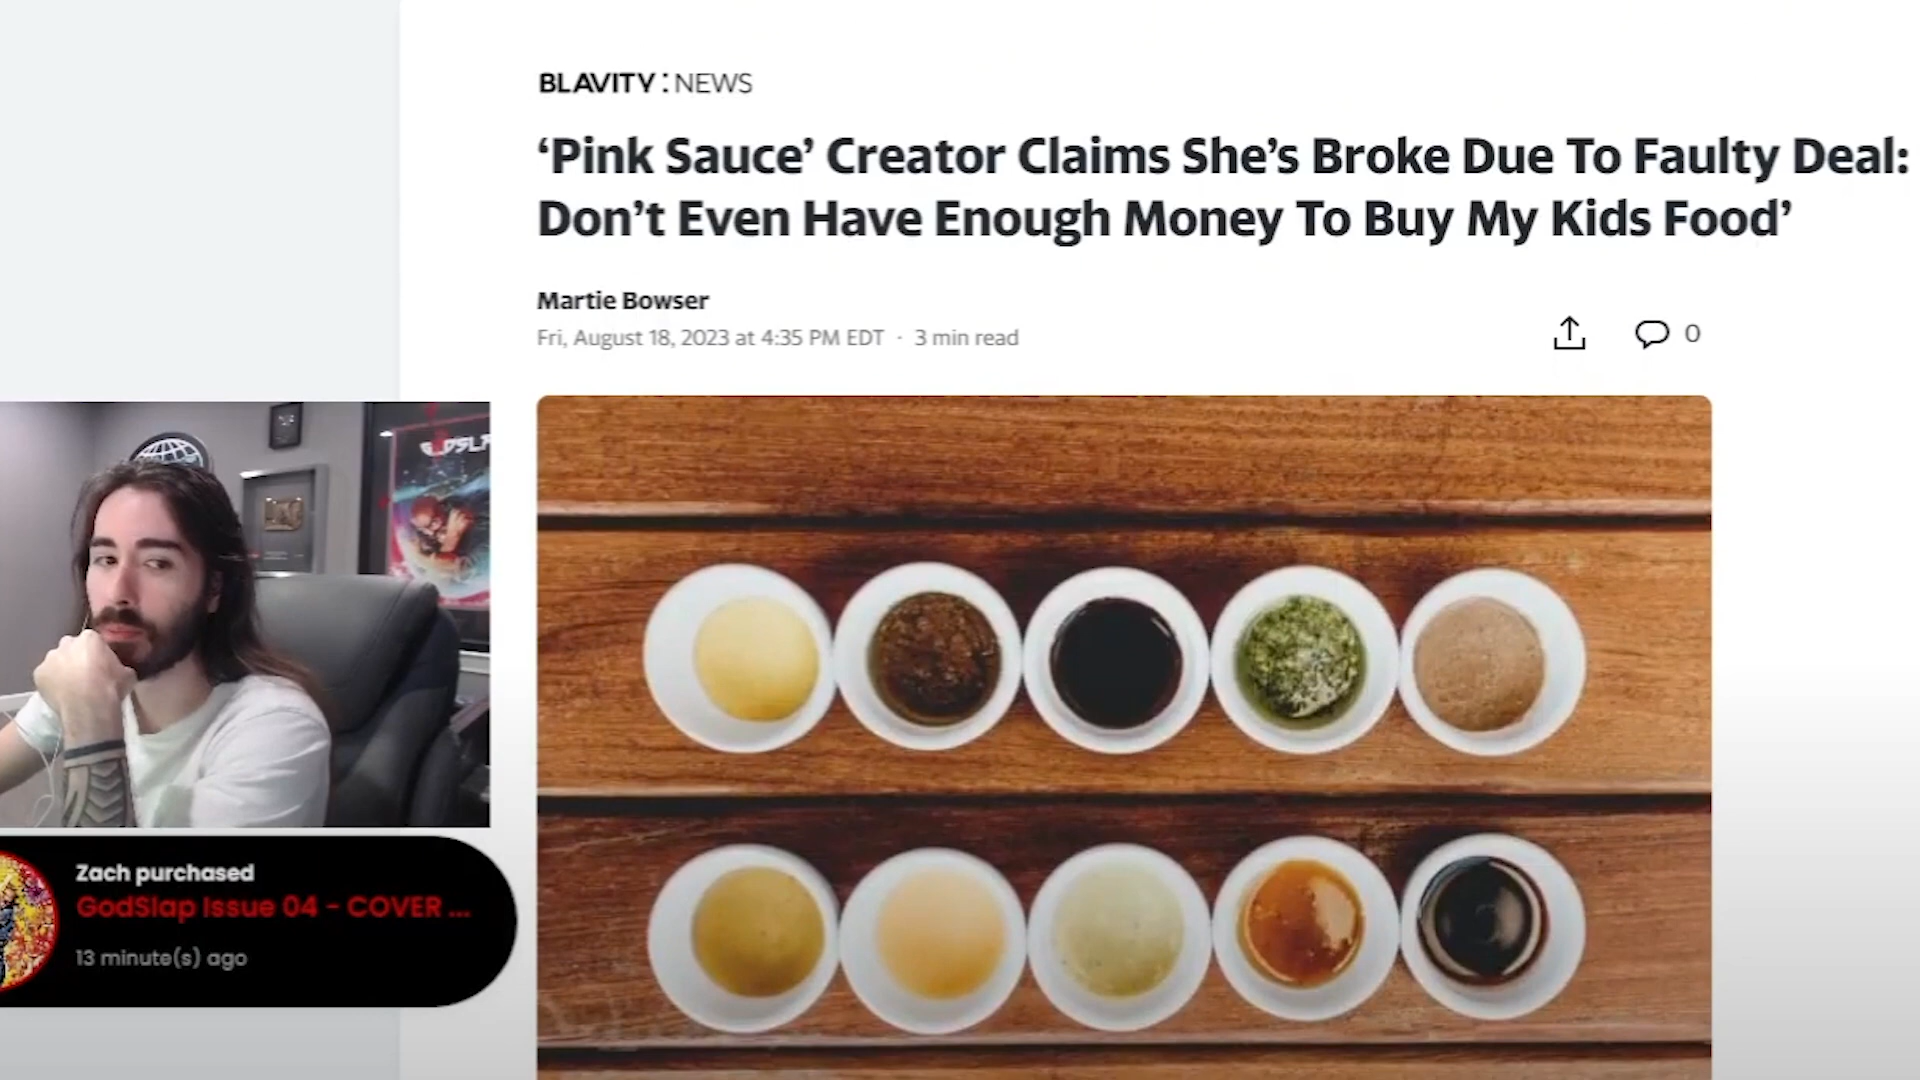 BLAVITY:NEWS
‘Pink Sauce’ Creator Claims She’s Broke Due To Faulty Deal:
Don’t Even Have Enough Money To Buy My Kids Food’
Martie Bowser
Fri, August 18, 2023 at 4:35 PM EDT · 3 min read
0
Zach purchased
GodSlap Issue 04 - COVER ...
13 minute(s) ago